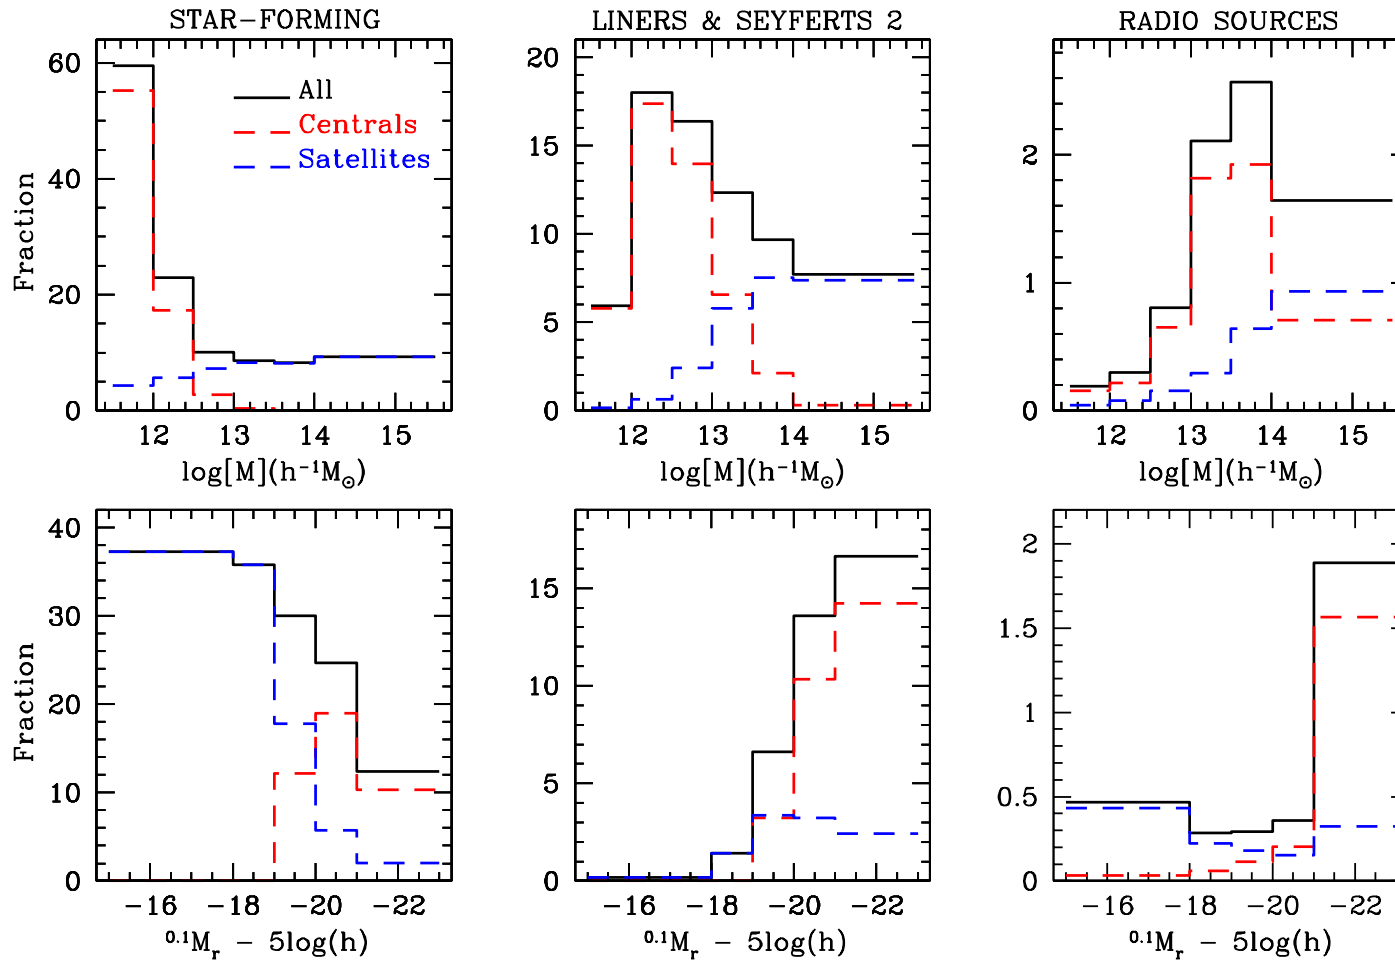 STAR-FORMING
LINERS & SEYFERTS 2
RADIO SOURCES
60
40
20
0
Fraction
All
Centrals
Satellites
12 13 14 15
log[M](h⁻¹M☉)
20
15
10
5
0
12 13 14 15
log[M](h⁻¹M☉)
2
1
0
12 13 14 15
log[M](h⁻¹M☉)
40
30
20
10
0
Fraction
-16 -18 -20 -22
⁰·¹Mᵣ - 5log(h)
15
10
5
0
-16 -18 -20 -22
⁰·¹Mᵣ - 5log(h)
2
1.5
1
0.5
0
-16 -18 -20 -22
⁰·¹Mᵣ - 5log(h)